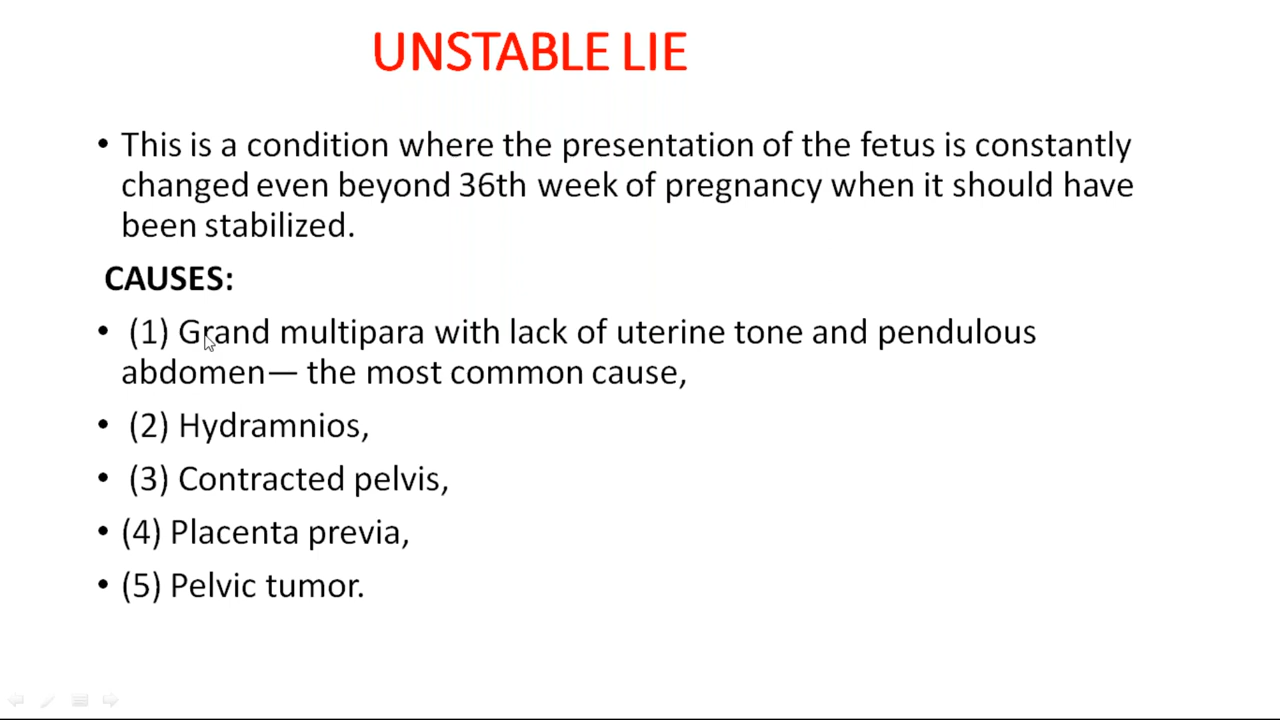 UNSTABLE LIE
• This is a condition where the presentation of the fetus is constantly
changed even beyond 36th week of pregnancy when it should have
been stabilized.
CAUSES:
• (1) Grand multipara with lack of uterine tone and pendulous
abdomen— the most common cause,
• (2) Hydramnios,
• (3) Contracted pelvis,
• (4) Placenta previa,
• (5) Pelvic tumor.